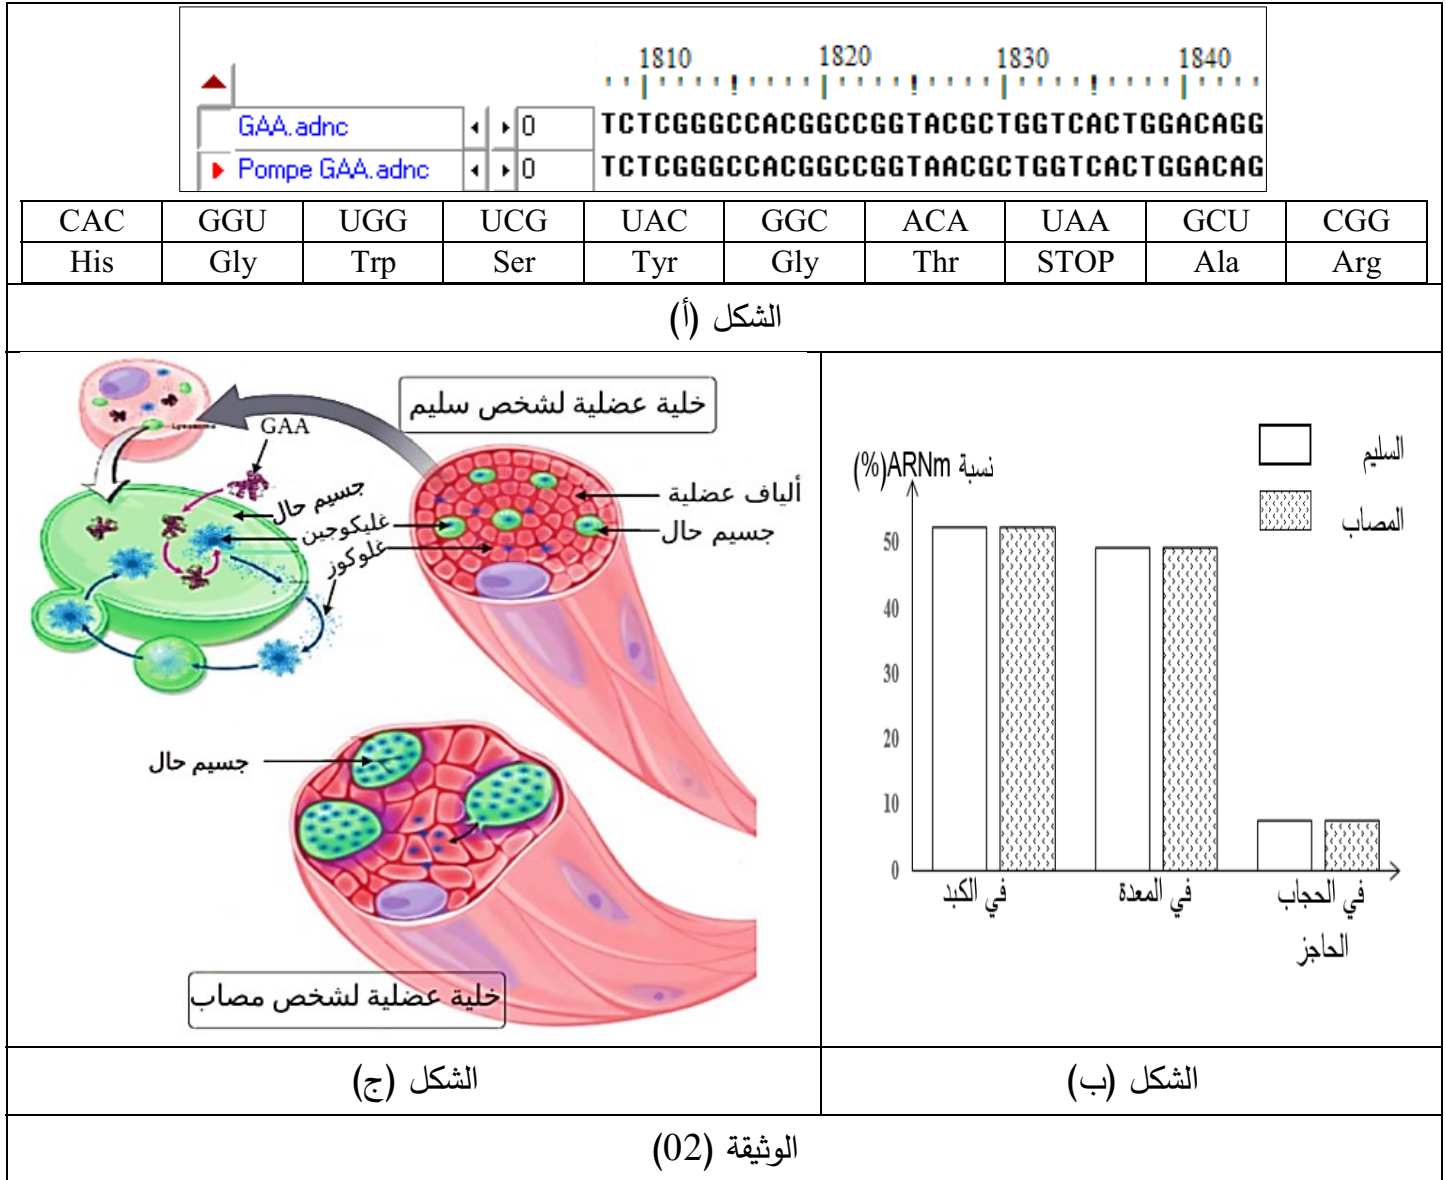 1810 1820 1830 1840
GAA.adnc 0 TCTCGGGCCACGGCCGGTACGCTGGTCACTGGACAGG
Pompe GAA.adnc 0 TCTCGGGCCACGGCCGGTAACGCTGGTCACTGGACAG
CAC GGU UGG UCG UAC GGC ACA UAA GCU CGG
His Gly Trp Ser Tyr Gly Thr STOP Ala Arg
الشكل (أ)
خلية عضلية لشخص سليم
Lysosome
GAA
جسيم حال
غليكوجين
غلوكوز
ألياف عضلية
جسيم حال
جسيم حال
خلية عضلية لشخص مصاب
السليم
المصاب
نسبة ARNm(%)
50
40
30
20
10
0
في الكبد
في المعدة
في الحجاب
الحاجز
الشكل (ج)
الشكل (ب)
الوثيقة (02)